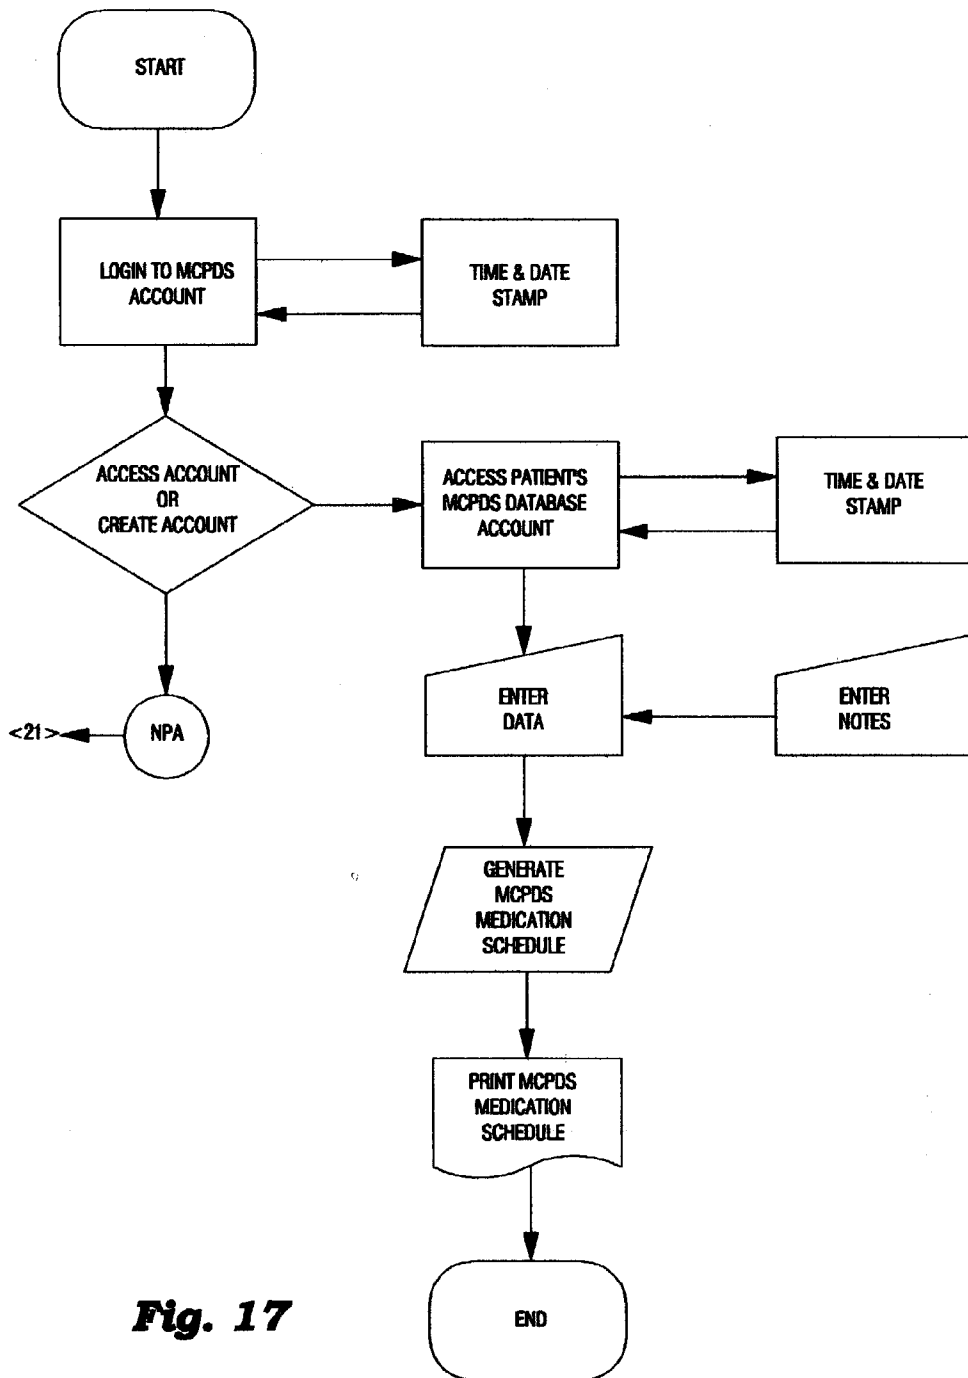 START
LOGIN TO MCPDS
ACCOUNT
TIME & DATE
STAMP
ACCESS ACCOUNT
OR
CREATE ACCOUNT
ACCESS PATIENT'S
MCPDS DATABASE
ACCOUNT
TIME & DATE
STAMP
<21>
NPA
ENTER
DATA
ENTER
NOTES
GENERATE
MCPDS
MEDICATION
SCHEDULE
PRINT MCPDS
MEDICATION
SCHEDULE
END
Fig. 17